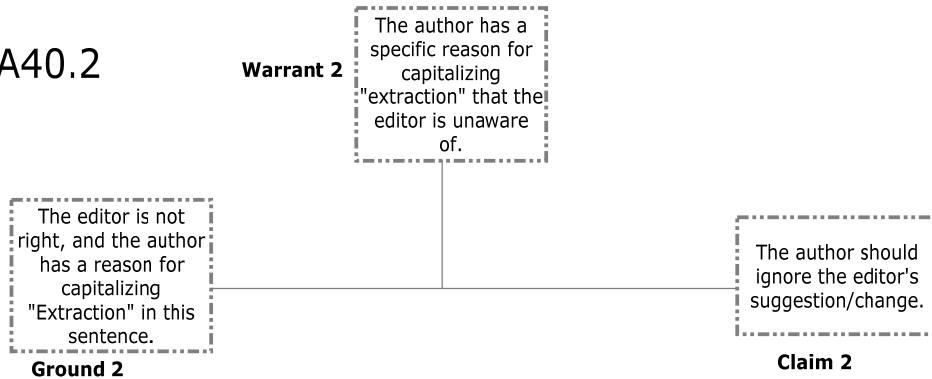 A40.2
Warrant 2
The author has a
specific reason for
capitalizing
"extraction" that the
editor is unaware
of.
The editor is not
right, and the author
has a reason for
capitalizing
"Extraction" in this
sentence.
Ground 2
The author should
ignore the editor's
suggestion/change.
Claim 2